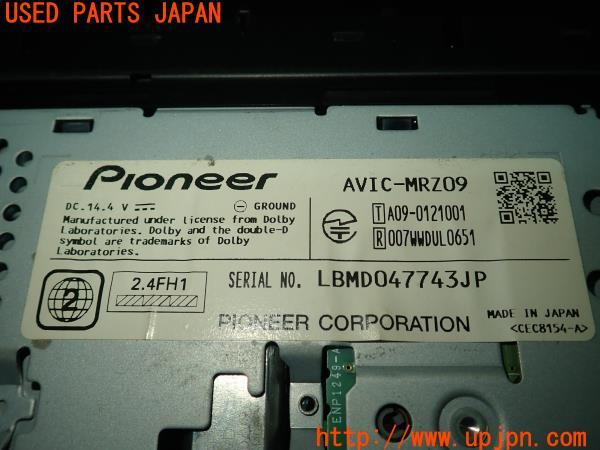 USED PARTS JAPAN
Pioneer
AVIC-MRZ09
DC.14.4 V
GROUND
Manufactured under license from Dolby
Laboratories. Dolby and the double-D
symbol are trademarks of Dolby
Laboratories.
T A09-0121001
R 007WWDUL0651
2
2.4FH1
SERIAL NO. LBMD047743JP
PIONEER CORPORATION
MADE IN JAPAN
<CEC8154-A>
ENP1249-A
http://www.upjpn.com/